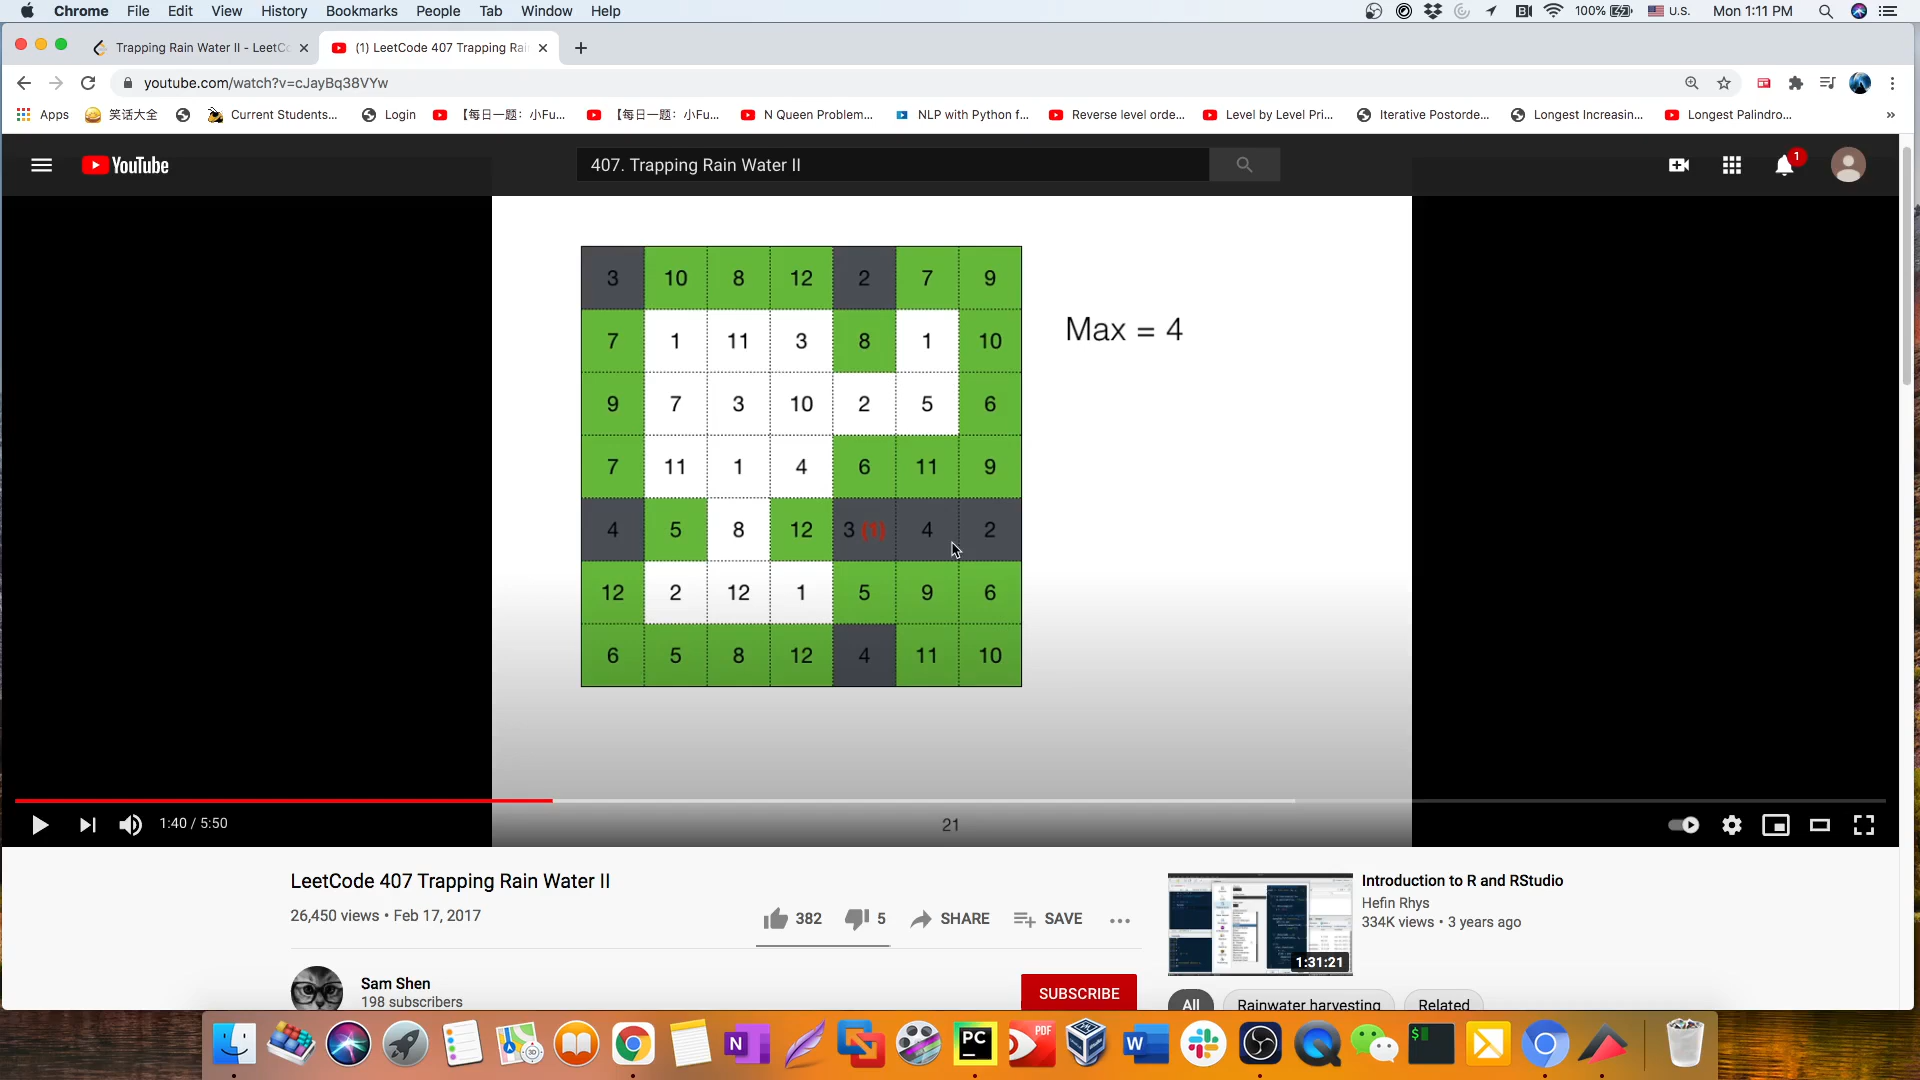 Chrome File Edit View History Bookmarks People Tab Window Help 100% U.S. Mon 1:11 PM
Trapping Rain Water II - LeetCo (1) LeetCode 407 Trapping Rai
youtube.com/watch?v=cJayBq38VYw
Apps 笑话大全 Current Students... Login 【每日一题：小Fu... 【每日一题：小Fu... N Queen Problem... NLP with Python f... Reverse level orde... Level by Level Pri... Iterative Postorde... Longest Increasin... Longest Palindro... »
YouTube 407. Trapping Rain Water II 1
3 10 8 12 2 7 9
7 1 11 3 8 1 10
Max = 4
9 7 3 10 2 5 6
7 11 1 4 6 11 9
4 5 8 12 3 (1) 4 2
12 2 12 1 5 9 6
6 5 8 12 4 11 10
1:40 / 5:50 21
LeetCode 407 Trapping Rain Water II
26,450 views • Feb 17, 2017
382 5 SHARE SAVE
Sam Shen
198 subscribers
SUBSCRIBE
Introduction to R and RStudio
Hefin Rhys
334K views • 3 years ago
1:31:21
All Rainwater harvesting Related
N PC PDF W $